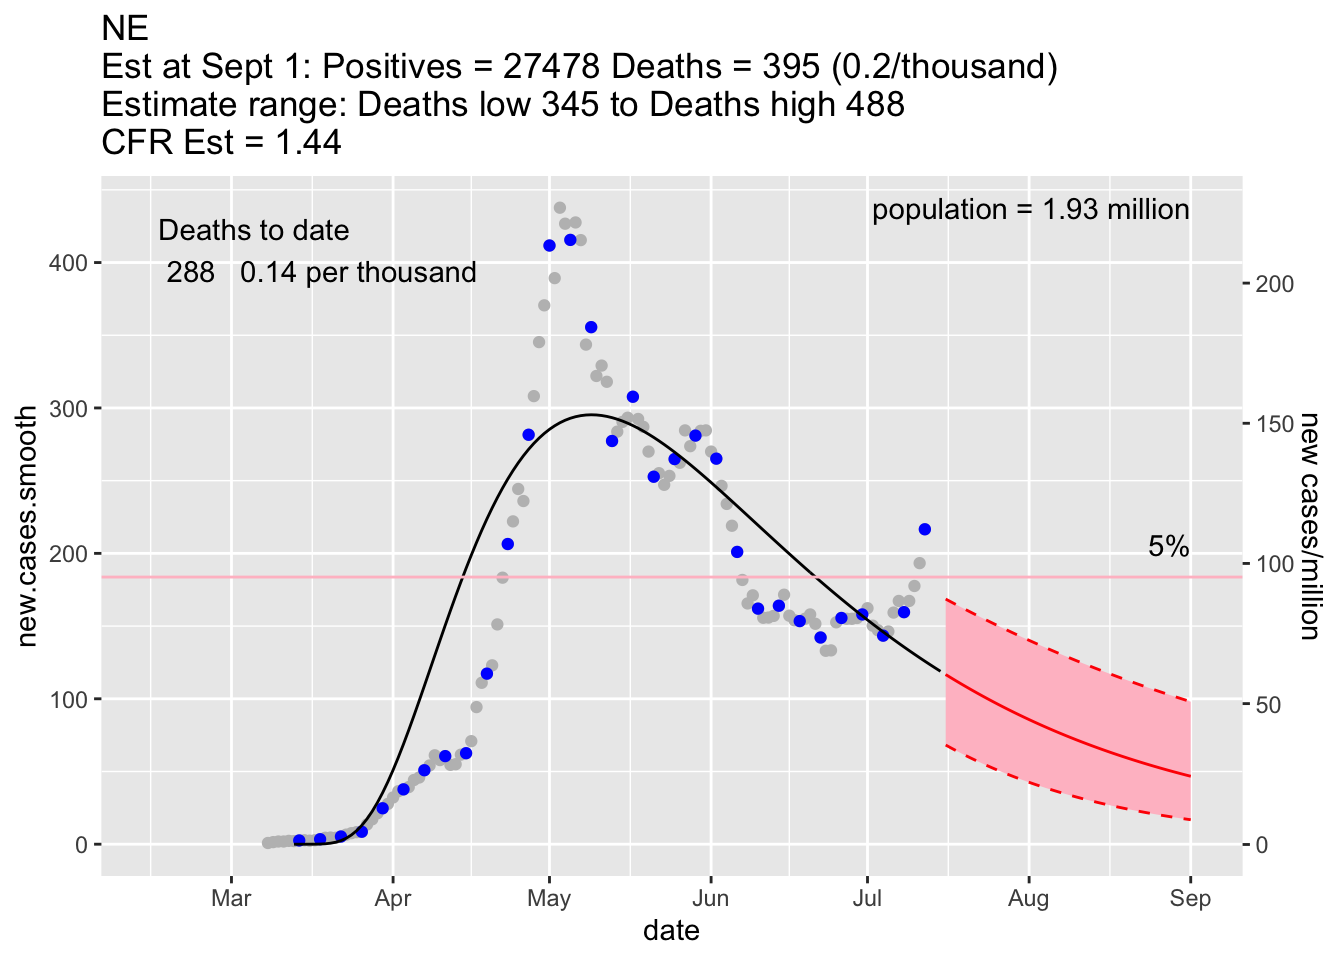 NE
Est at Sept 1: Positives = 27478 Deaths = 395 (0.2/thousand)
Estimate range: Deaths low 345 to Deaths high 488
CFR Est = 1.44
Deaths to date
288 0.14 per thousand
population = 1.93 million
5%
new.cases.smooth
400
300
200
100
0
new cases/million
200
150
100
50
0
Mar Apr May Jun Jul Aug Sep
date